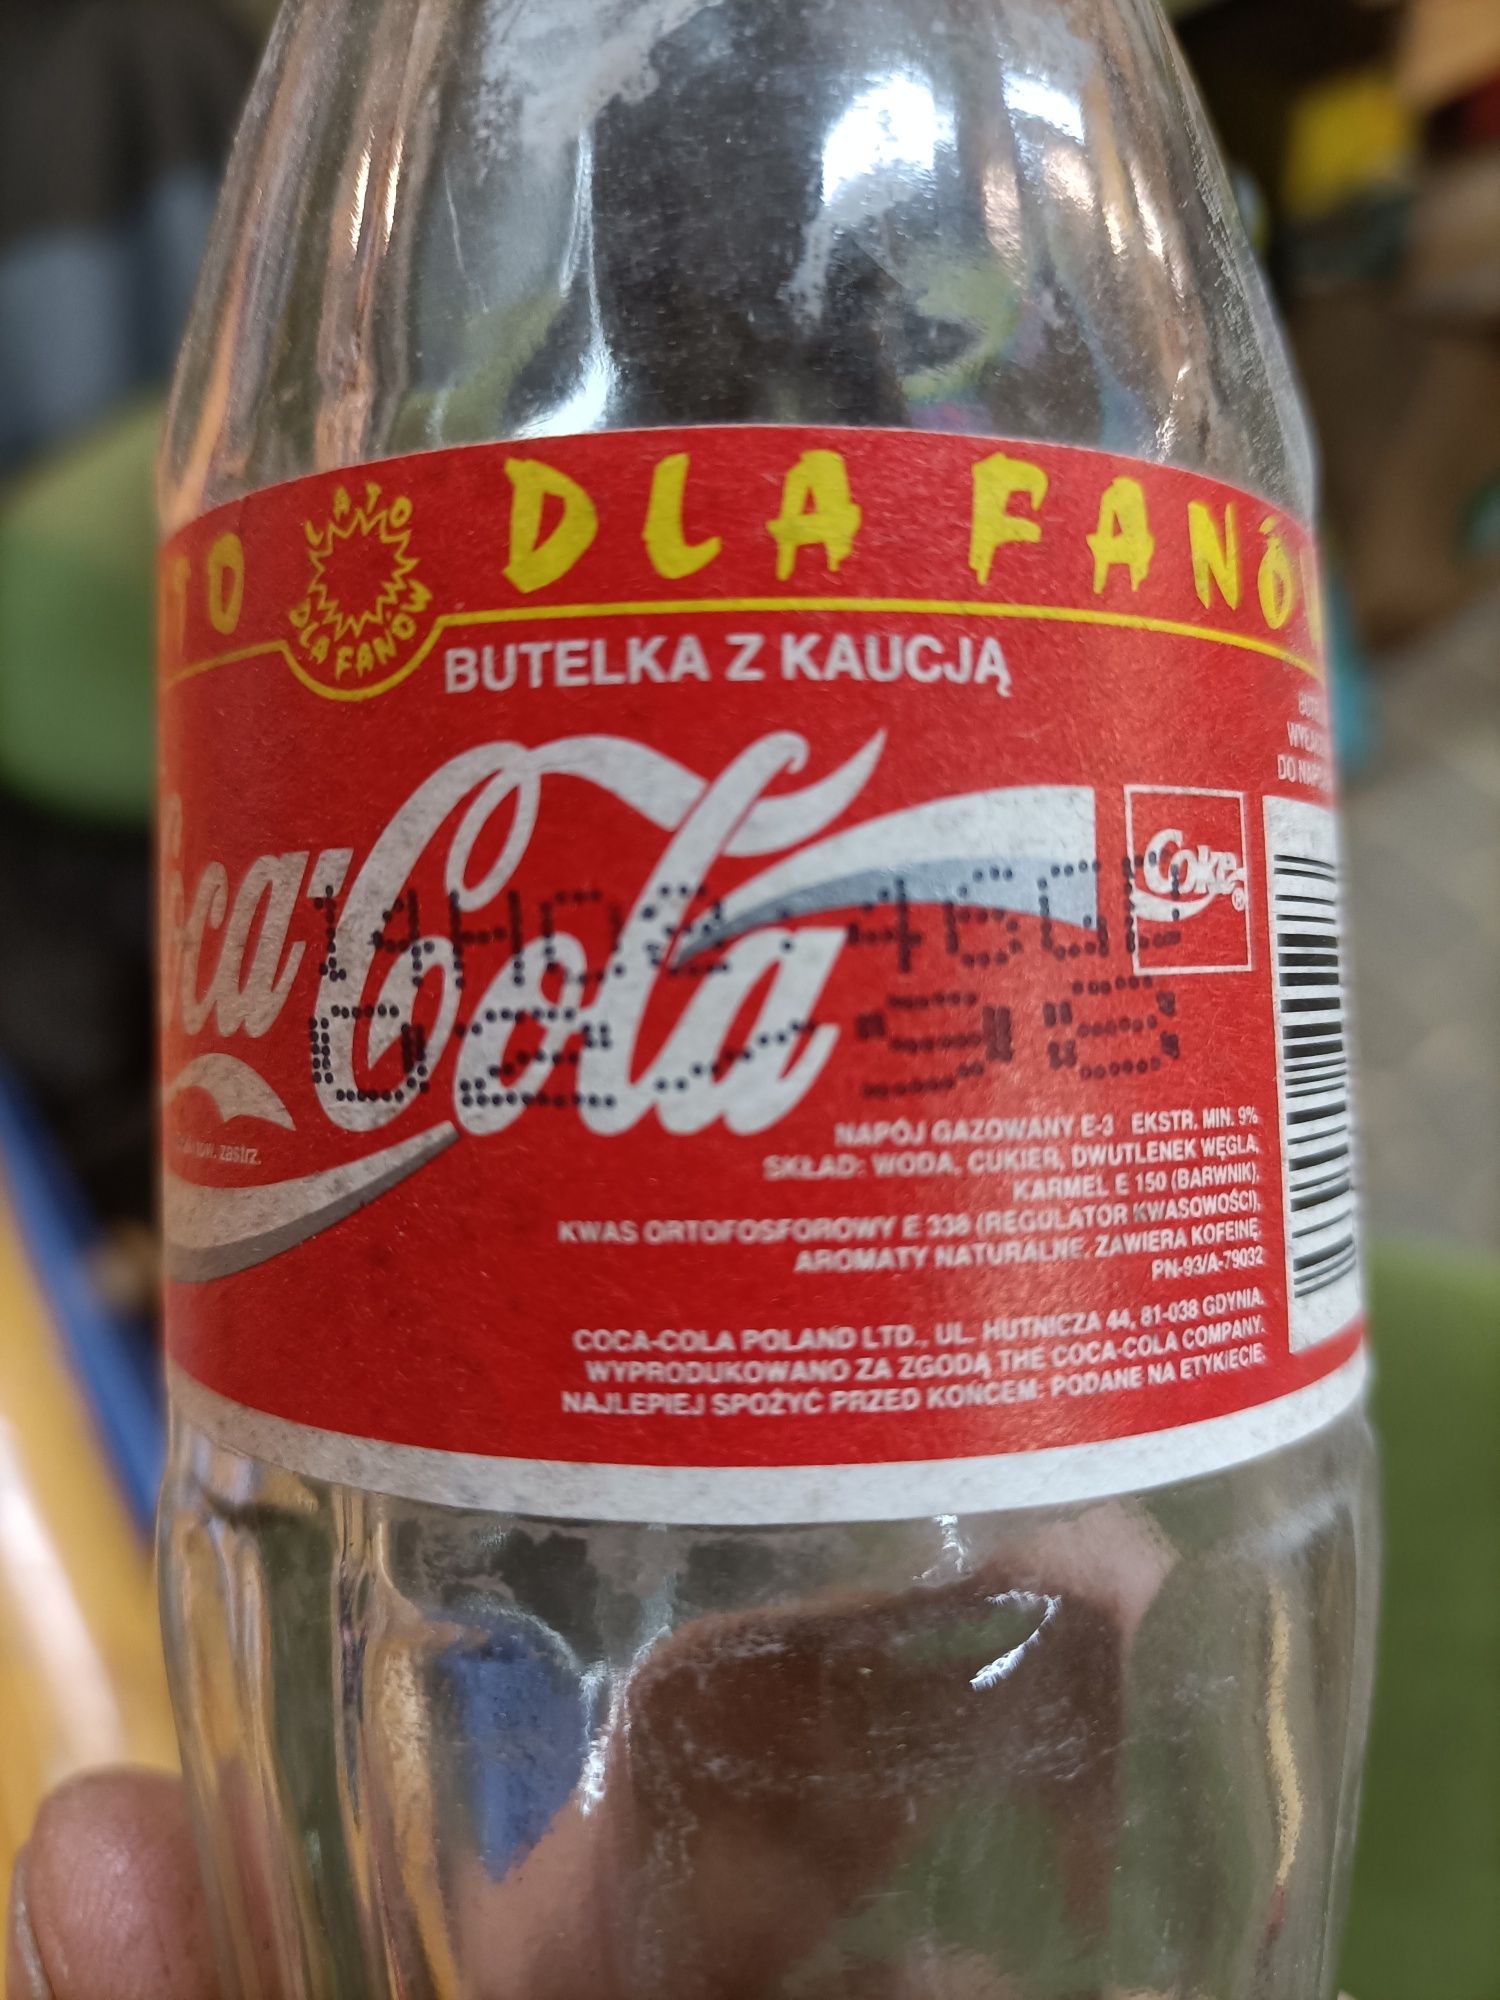 LATO
DLA FANÓW
DLA FANÓW
BUTELKA Z KAUCJĄ
Coca-Cola
Coke®
zastrz.
NAPÓJ GAZOWANY E-3 EKSTR. MIN. 9%
SKŁAD: WODA, CUKIER, DWUTLENEK WĘGLA,
KARMEL E 150 (BARWNIK),
KWAS ORTOFOSFOROWY E 338 (REGULATOR KWASOWOŚCI),
AROMATY NATURALNE. ZAWIERA KOFEINĘ.
PN-93/A-79032
COCA-COLA POLAND LTD., UL. HUTNICZA 44, 81-038 GDYNIA.
WYPRODUKOWANO ZA ZGODĄ THE COCA-COLA COMPANY.
NAJLEPIEJ SPOŻYĆ PRZED KOŃCEM: PODANE NA ETYKIECIE.